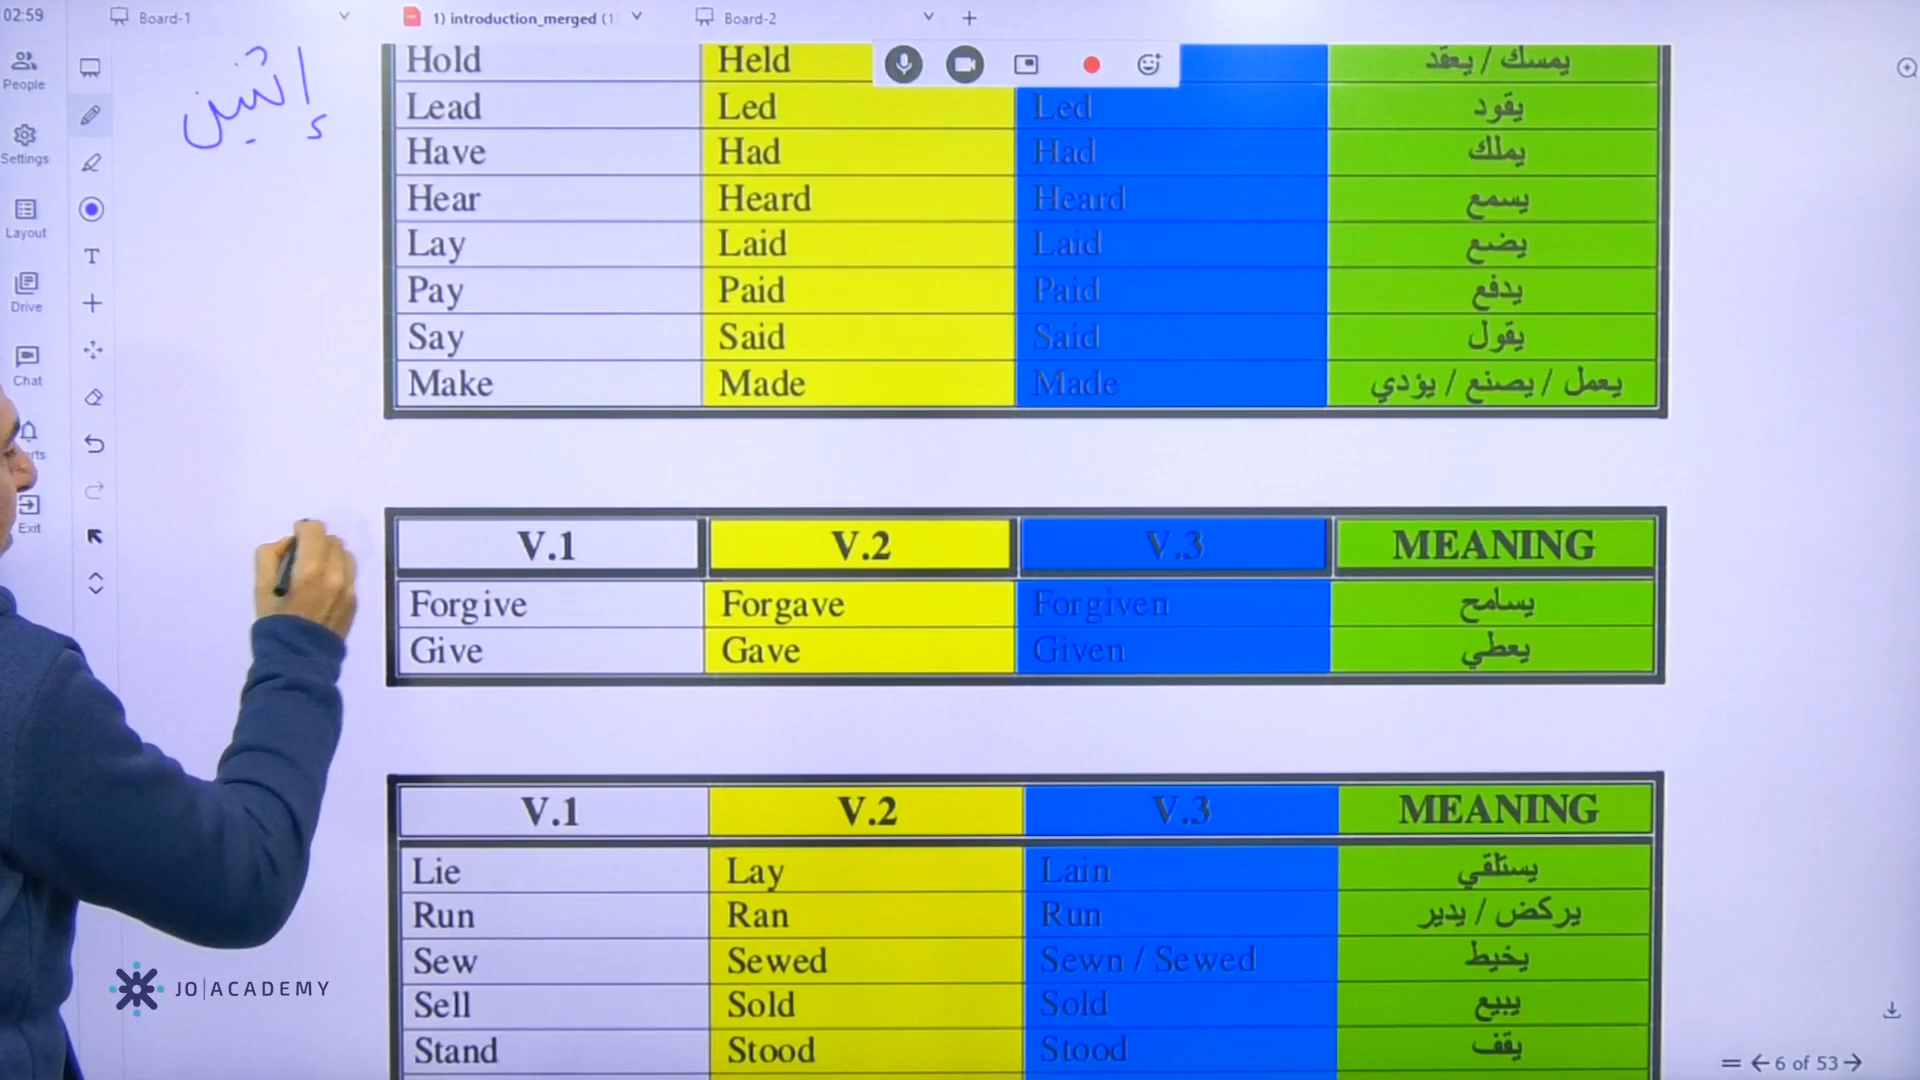 02:59 Board-1 1) introduction_merged (1 Board-2
People
Settings
Layout
Drive
Chat
rts
Exit
T
إثنين
Hold Held يمسك / يعقد
Lead Led Led يقود
Have Had Had يملك
Hear Heard Heard يسمع
Lay Laid Laid يضع
Pay Paid Paid يدفع
Say Said Said يقول
Make Made Made يعمل / يصنع / يؤدي
V.1 V.2 V.3 MEANING
Forgive Forgave Forgiven يسامح
Give Gave Given يعطي
V.1 V.2 V.3 MEANING
Lie Lay Lain يستلقي
Run Ran Run يركض / يدير
Sew Sewed Sewn / Sewed يخيط
Sell Sold Sold يبيع
Stand Stood Stood يقف
JO|ACADEMY
6 of 53